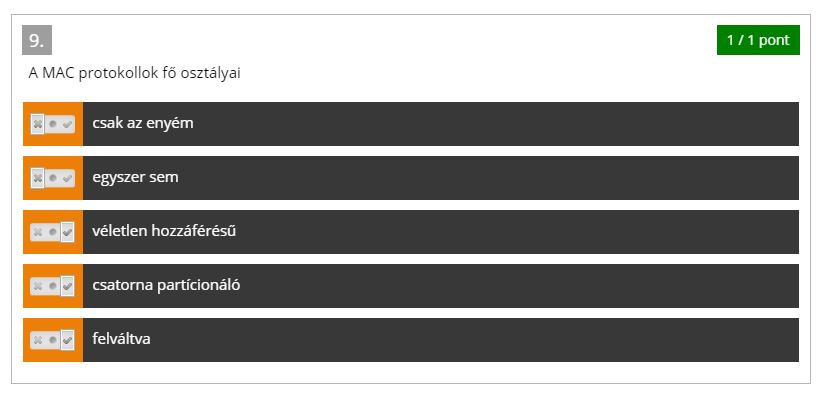 9.
1 / 1 pont
A MAC protokollok fő osztályai
csak az enyém
egyszer sem
véletlen hozzáférésű
csatorna partícionáló
felváltva